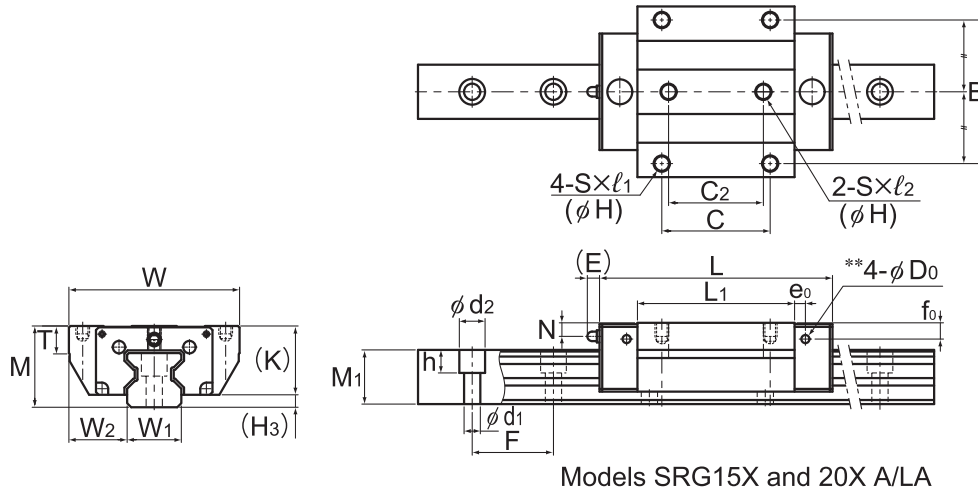 B
4-S×ℓ1
(φH)
C2
C
2-S×ℓ2
(φH)
W
T
M
(K)
(H3)
W2
W1
(E)
L
L1
e0
**4-φD0
f0
φd2
N
h
M1
φd1
F
Models SRG15X and 20X A/LA